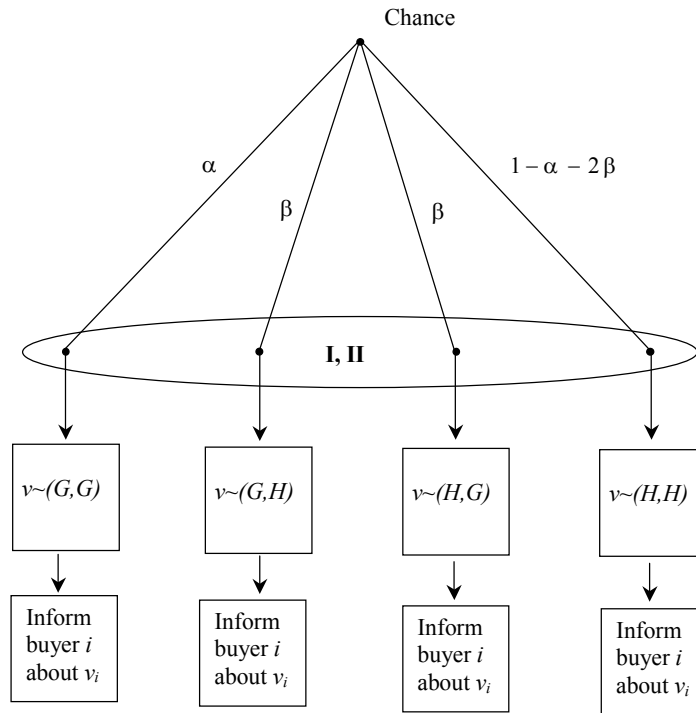 Chance
α
β
β
1 − α − 2β
I, II
v~(G,G)
v~(G,H)
v~(H,G)
v~(H,H)
Inform
buyer i
about vi
Inform
buyer i
about vi
Inform
buyer i
about vi
Inform
buyer i
about vi